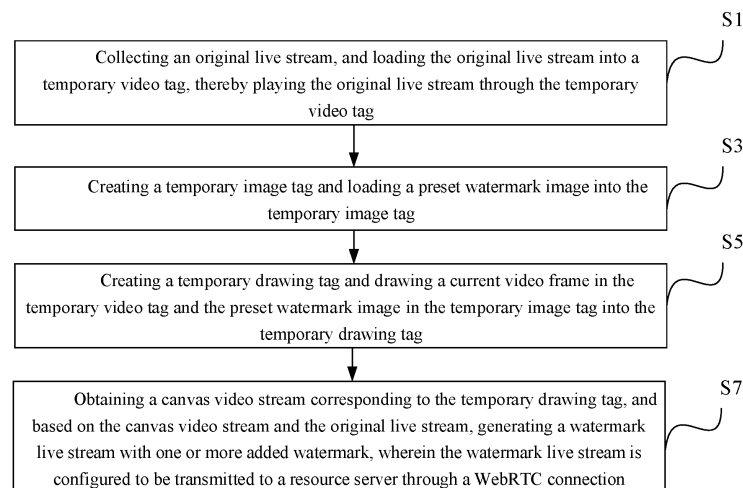 S1
Collecting an original live stream, and loading the original live stream into a
temporary video tag, thereby playing the original live stream through the temporary
video tag
S3
Creating a temporary image tag and loading a preset watermark image into the
temporary image tag
S5
Creating a temporary drawing tag and drawing a current video frame in the
temporary video tag and the preset watermark image in the temporary image tag into the
temporary drawing tag
S7
Obtaining a canvas video stream corresponding to the temporary drawing tag, and
based on the canvas video stream and the original live stream, generating a watermark
live stream with one or more added watermark, wherein the watermark live stream is
configured to be transmitted to a resource server through a WebRTC connection